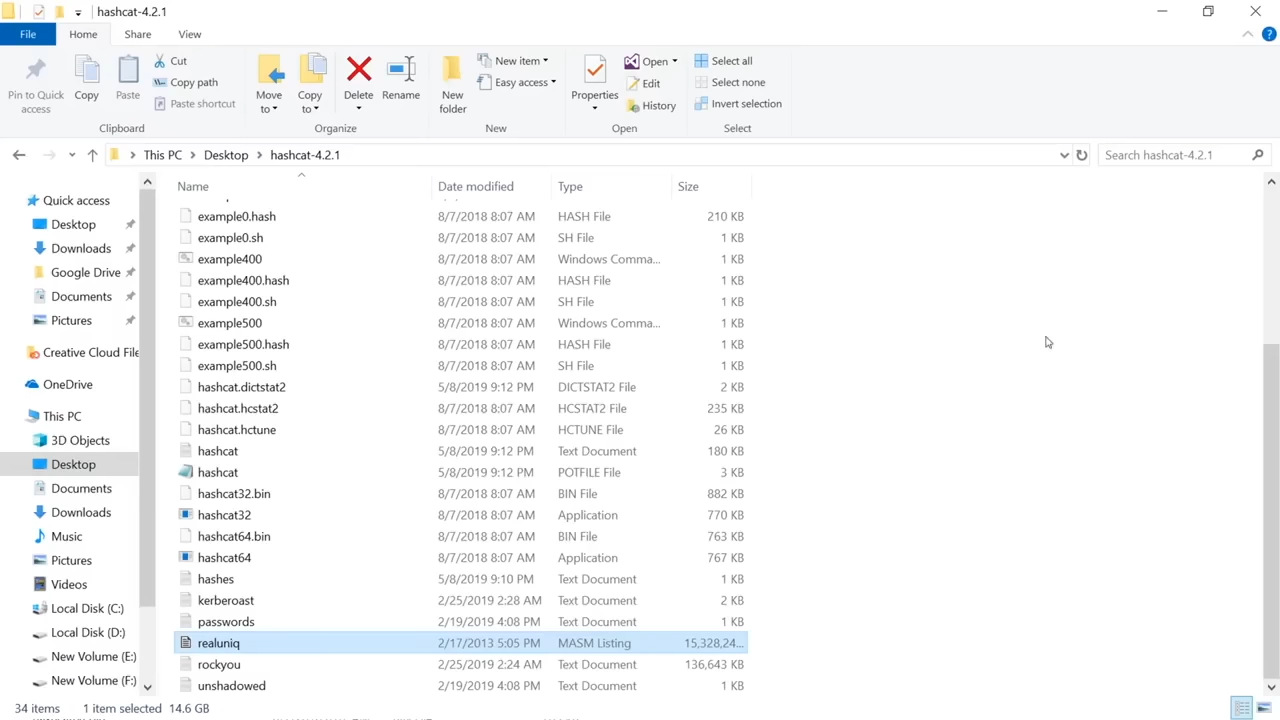 hashcat-4.2.1
File Home Share View
Pin to Quick access
Copy
Paste
Cut
Copy path
Paste shortcut
Clipboard
Move to
Copy to
Delete
Rename
Organize
New folder
New item
Easy access
New
Properties
Open
Edit
History
Open
Select all
Select none
Invert selection
Select
This PC > Desktop > hashcat-4.2.1
Search hashcat-4.2.1
Quick access
Desktop
Downloads
Google Drive
Documents
Pictures
Creative Cloud File
OneDrive
This PC
3D Objects
Desktop
Documents
Downloads
Music
Pictures
Videos
Local Disk (C:)
Local Disk (D:)
New Volume (E:)
New Volume (F:)
Name Date modified Type Size
example0.hash 8/7/2018 8:07 AM HASH File 210 KB
example0.sh 8/7/2018 8:07 AM SH File 1 KB
example400 8/7/2018 8:07 AM Windows Comma... 1 KB
example400.hash 8/7/2018 8:07 AM HASH File 1 KB
example400.sh 8/7/2018 8:07 AM SH File 1 KB
example500 8/7/2018 8:07 AM Windows Comma... 1 KB
example500.hash 8/7/2018 8:07 AM HASH File 1 KB
example500.sh 8/7/2018 8:07 AM SH File 1 KB
hashcat.dictstat2 5/8/2019 9:12 PM DICTSTAT2 File 2 KB
hashcat.hcstat2 8/7/2018 8:07 AM HCSTAT2 File 235 KB
hashcat.hctune 8/7/2018 8:07 AM HCTUNE File 26 KB
hashcat 5/8/2019 9:12 PM Text Document 180 KB
hashcat 5/8/2019 9:12 PM POTFILE File 3 KB
hashcat32.bin 8/7/2018 8:07 AM BIN File 882 KB
hashcat32 8/7/2018 8:07 AM Application 770 KB
hashcat64.bin 8/7/2018 8:07 AM BIN File 763 KB
hashcat64 8/7/2018 8:07 AM Application 767 KB
hashes 5/8/2019 9:10 PM Text Document 1 KB
kerberoast 2/25/2019 2:28 AM Text Document 2 KB
passwords 2/19/2019 4:08 PM Text Document 1 KB
realuniq 2/17/2013 5:05 PM MASM Listing 15,328,24...
rockyou 2/25/2019 2:24 AM Text Document 136,643 KB
unshadowed 2/19/2019 4:08 PM Text Document 1 KB
34 items 1 item selected 14.6 GB